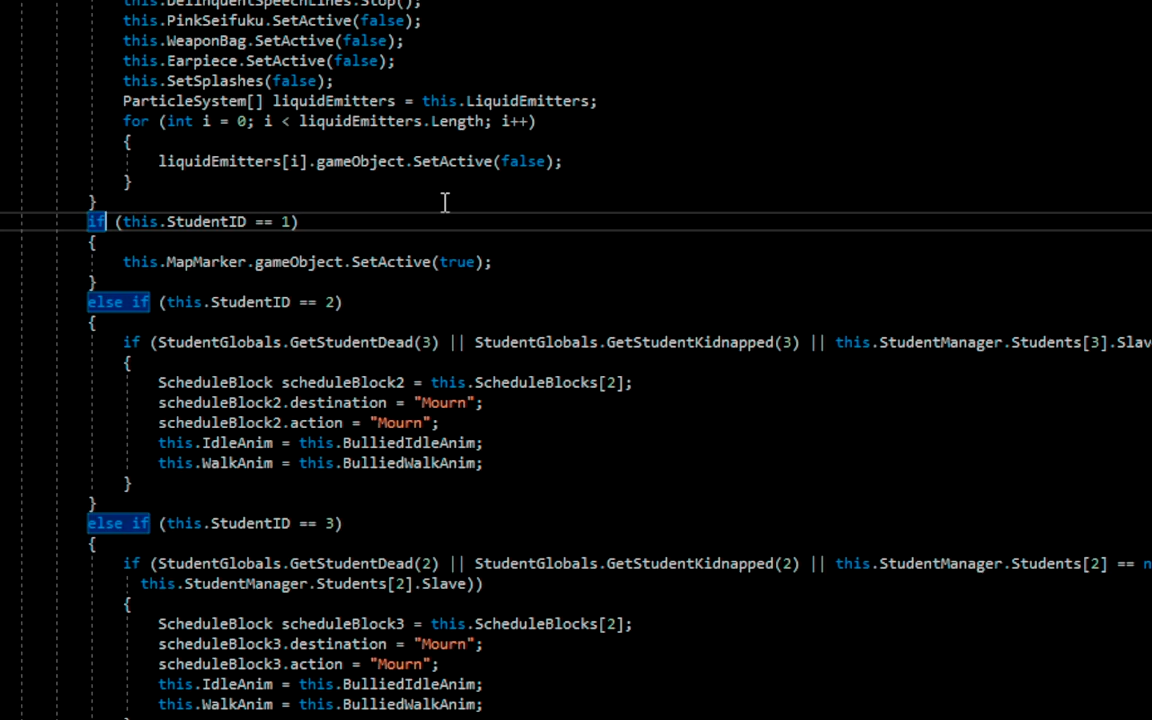 this.DelinquentSpeechLines.Stop();
this.PinkSeifuku.SetActive(false);
this.WeaponBag.SetActive(false);
this.Earpiece.SetActive(false);
this.SetSplashes(false);
ParticleSystem[] liquidEmitters = this.LiquidEmitters;
for (int i = 0; i < liquidEmitters.Length; i++)
{
liquidEmitters[i].gameObject.SetActive(false);
}
}
if (this.StudentID == 1)
{
this.MapMarker.gameObject.SetActive(true);
}
else if (this.StudentID == 2)
{
if (StudentGlobals.GetStudentDead(3) || StudentGlobals.GetStudentKidnapped(3) || this.StudentManager.Students[3].Slav
{
ScheduleBlock scheduleBlock2 = this.ScheduleBlocks[2];
scheduleBlock2.destination = "Mourn";
scheduleBlock2.action = "Mourn";
this.IdleAnim = this.BulliedIdleAnim;
this.WalkAnim = this.BulliedWalkAnim;
}
}
else if (this.StudentID == 3)
{
if (StudentGlobals.GetStudentDead(2) || StudentGlobals.GetStudentKidnapped(2) || this.StudentManager.Students[2] == n
this.StudentManager.Students[2].Slave))
{
ScheduleBlock scheduleBlock3 = this.ScheduleBlocks[2];
scheduleBlock3.destination = "Mourn";
scheduleBlock3.action = "Mourn";
this.IdleAnim = this.BulliedIdleAnim;
this.WalkAnim = this.BulliedWalkAnim;